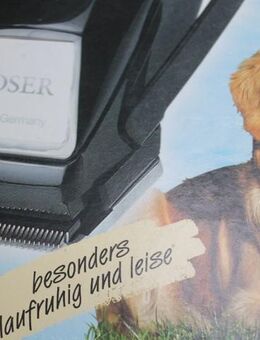 OSER
Germany
besonders
laufruhig und leise